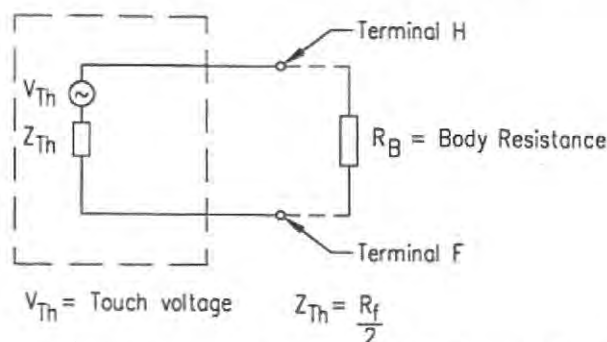 Terminal H
V_Th
Z_Th
R_B = Body Resistance
Terminal F
V_Th = Touch voltage
Z_Th = R_f
2